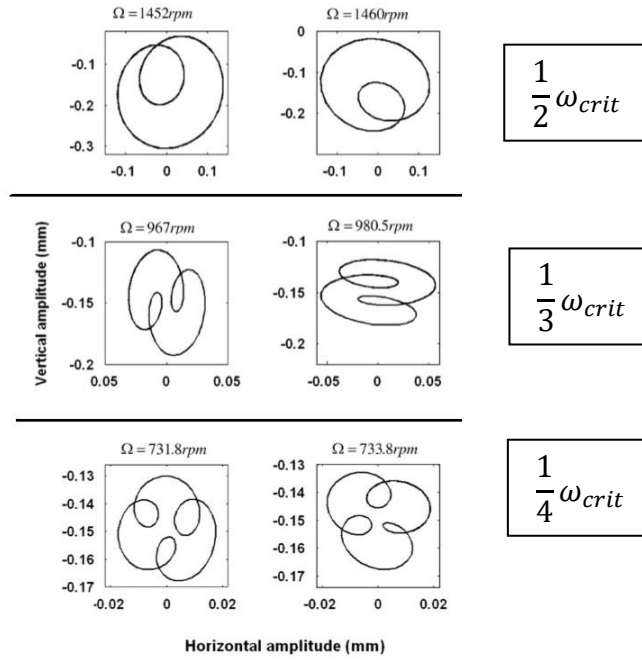 Ω = 1452rpm
Ω = 1460rpm
-0.1
-0.2
-0.3
-0.1 0 0.1
0
-0.1
-0.2
-0.1 0 0.1
1/2 ω_crit
Vertical amplitude (mm)
Ω = 967rpm
Ω = 980.5rpm
-0.1
-0.15
-0.2
0.05 0 0.05
-0.1
-0.15
-0.2
-0.05 0 0.05
1/3 ω_crit
Ω = 731.8rpm
Ω = 733.8rpm
-0.13
-0.14
-0.15
-0.16
-0.17
-0.02 0 0.02
-0.13
-0.14
-0.15
-0.16
-0.17
-0.02 0 0.02
1/4 ω_crit
Horizontal amplitude (mm)